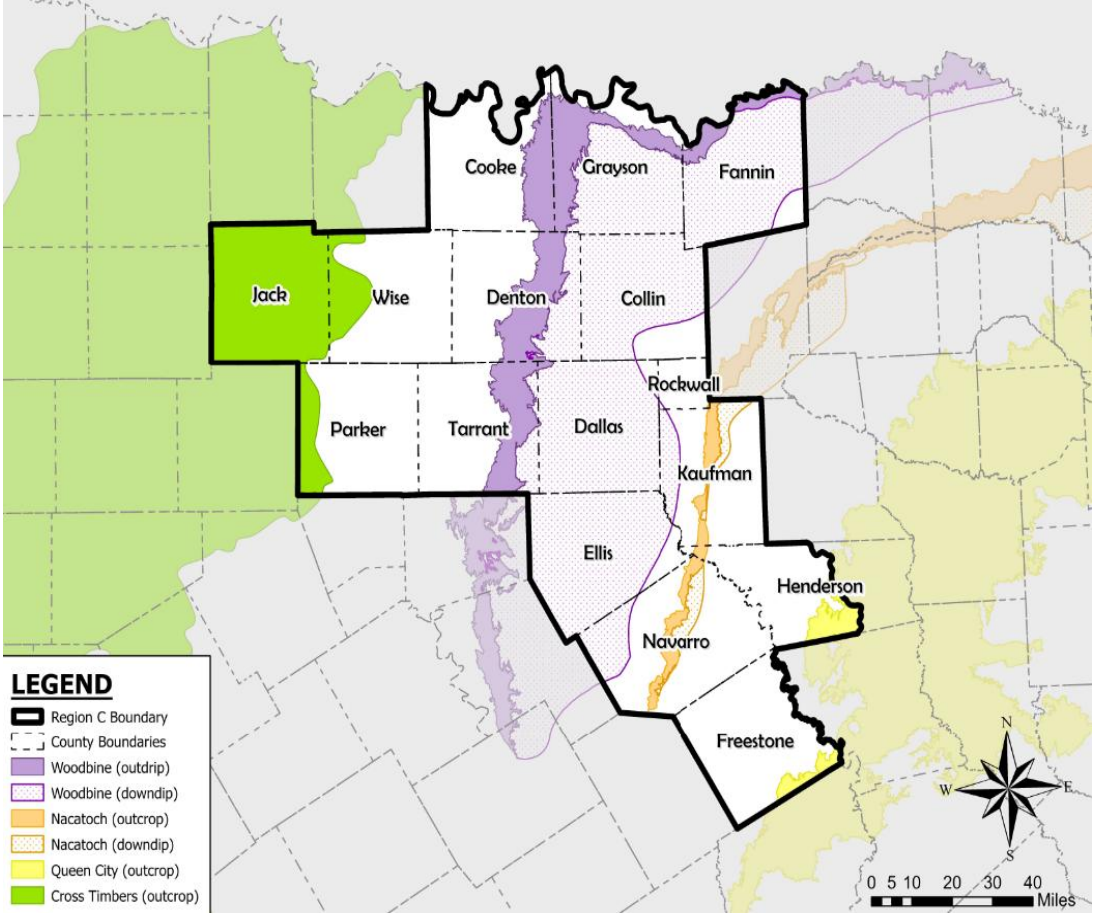 Cooke
Grayson
Fannin
Jack
Wise
Denton
Collin
Rockwall
Parker
Tarrant
Dallas
Kaufman
Ellis
Henderson
Navarro
Freestone
LEGEND
Region C Boundary
County Boundaries
Woodbine (outdrip)
Woodbine (downdip)
Nacatoch (outcrop)
Nacatoch (downdip)
Queen City (outcrop)
Cross Timbers (outcrop)
N
W
E
S
0 5 10 20 30 40
Miles